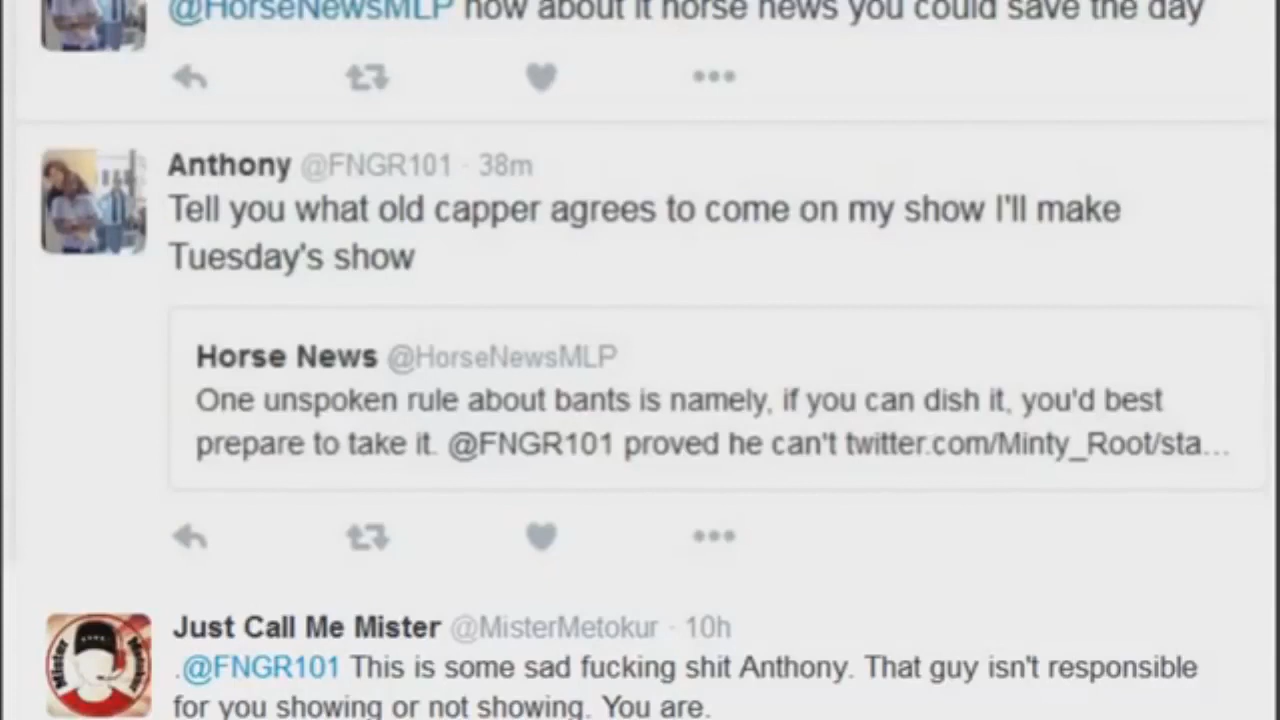 @HorseNewsMLP how about it horse news you could save the day
Anthony @FNGR101 · 38m
Tell you what old capper agrees to come on my show I'll make
Tuesday's show
Horse News @HorseNewsMLP
One unspoken rule about bants is namely, if you can dish it, you'd best
prepare to take it. @FNGR101 proved he can't twitter.com/Minty_Root/sta...
Just Call Me Mister @MisterMetokur · 10h
.@FNGR101 This is some sad fucking shit Anthony. That guy isn't responsible
for you showing or not showing. You are.